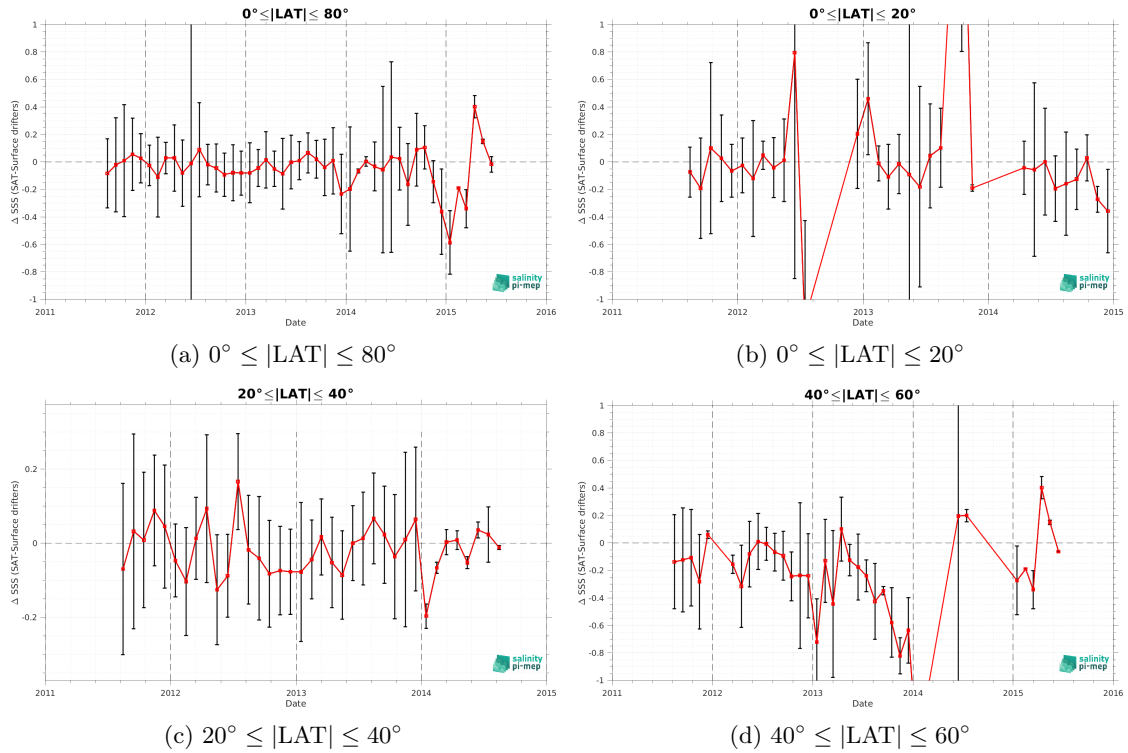 0°≤|LAT|≤ 80°
Δ SSS (SAT-Surface drifters)
1
0.8
0.6
0.4
0.2
0
-0.2
-0.4
-0.6
-0.8
-1
2011 2012 2013 2014 2015 2016
Date
salinity
pi-mep
(a) 0° ≤ |LAT| ≤ 80°
0°≤|LAT|≤ 20°
Δ SSS (SAT-Surface drifters)
1
0.8
0.6
0.4
0.2
0
-0.2
-0.4
-0.6
-0.8
-1
2011 2012 2013 2014 2015
Date
salinity
pi-mep
(b) 0° ≤ |LAT| ≤ 20°
20°≤|LAT|≤ 40°
Δ SSS (SAT-Surface drifters)
0.2
0
-0.2
2011 2012 2013 2014 2015
Date
salinity
pi-mep
(c) 20° ≤ |LAT| ≤ 40°
40°≤|LAT|≤ 60°
Δ SSS (SAT-Surface drifters)
1
0.8
0.6
0.4
0.2
0
-0.2
-0.4
-0.6
-0.8
-1
2011 2012 2013 2014 2015 2016
Date
salinity
pi-mep
(d) 40° ≤ |LAT| ≤ 60°